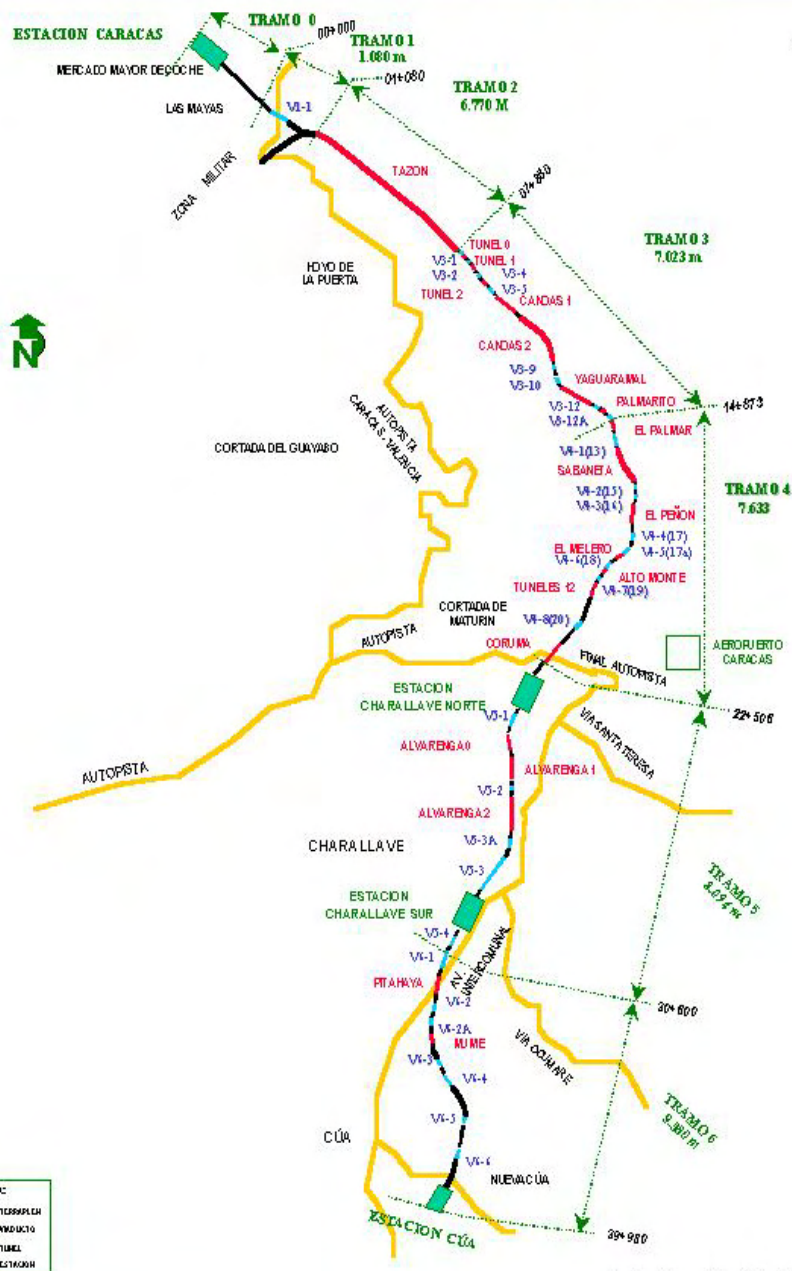 TRAMO 0
00+000
ESTACION CARACAS
TRAMO 1
1.080 m
MERCADO MAYOR DE COCHE
01+080
TRAMO 2
6.770 M
LAS MAYAS
V1-1
ZONA MILITAR
TAZON
07+850
TUNEL 0
TUNEL 1
V3-1
V3-2
V3-4
V3-5
TUNEL 2
HOYO DE
LA PUERTA
TRAMO 3
7.023 m
CANDAS 1
CANDAS 2
N
V3-9
V3-10
YAGUARAMAL
AUTOPISTA
CARACAS-VALENCIA
V3-12
V3-12A
PALMARITO
14+873
EL PALMAR
CORTADA DEL GUAYABO
V4-1(13)
SABANETA
V4-2(15)
V4-3(16)
TRAMO 4
7.633
EL PEÑON
V4-4(17)
V4-5(17a)
EL MELERO
V4-6(18)
ALTO MONTE
TUNELES 12
V4-7(19)
CORTADA DE
MATURIN
V4-8(20)
AUTOPISTA
CORUMA
FINAL AUTOPISTA
AEROPUERTO
CARACAS
ESTACION
CHARALLAVE NORTE
22+506
V5-1
VIA SANTA TERESA
ALVARENGA 0
ALVARENGA 1
AUTOPISTA
V5-2
ALVARENGA 2
CHARALLAVE
V5-3A
V5-3
TRAMO 5
8.094 m
ESTACION
CHARALLAVE SUR
V5-4
V6-1
AV. INTERCOMUNAL
PITAHAYA
30+600
V6-2
V6-2A
MUME
VIA OCUMARE
V6-3
V6-4
TRAMO 6
9.380 m
V6-5
CÚA
V6-6
NUEVA CÚA
ESTACION CÚA
39+980
TERRAPLEN
VIADUCTO
TUNEL
ESTACION